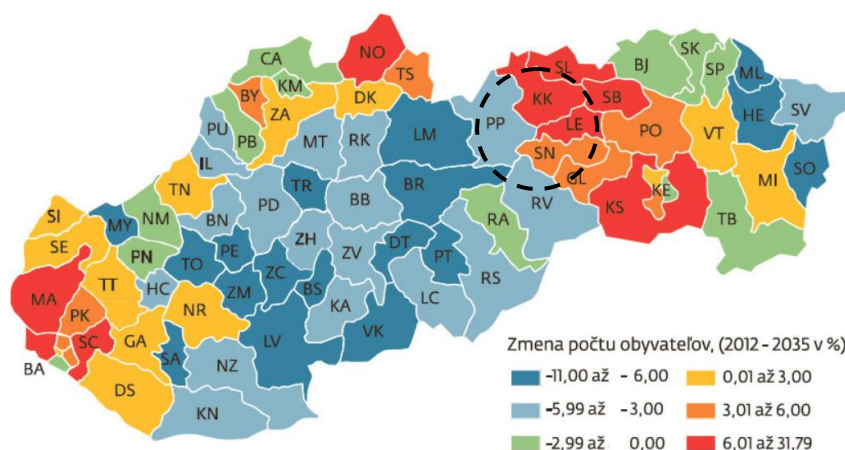 NO
CA
TS
KM
BY
ZA
DK
PU
PB
MT
RK
LM
IL
TN
TR
BR
PD
BB
BN
NM
MY
SI
SE
PN
TO
PE
ZH
ZV
DT
PT
RA
RS
RV
MA
TT
HC
ZM
ZC
BS
KA
LC
PK
NR
SC
GA
SA
LV
VK
BA
DS
NZ
KN
SL
KK
PP
LE
SB
SN
GL
BJ
SK
SP
ML
HE
SV
PO
VT
KE
KS
MI
SO
TB
Zmena počtu obyvateľov, (2012 - 2035 v %)
-11,00 až - 6,00
-5,99 až - 3,00
-2,99 až 0,00
0,01 až 3,00
3,01 až 6,00
6,01 až 31,79